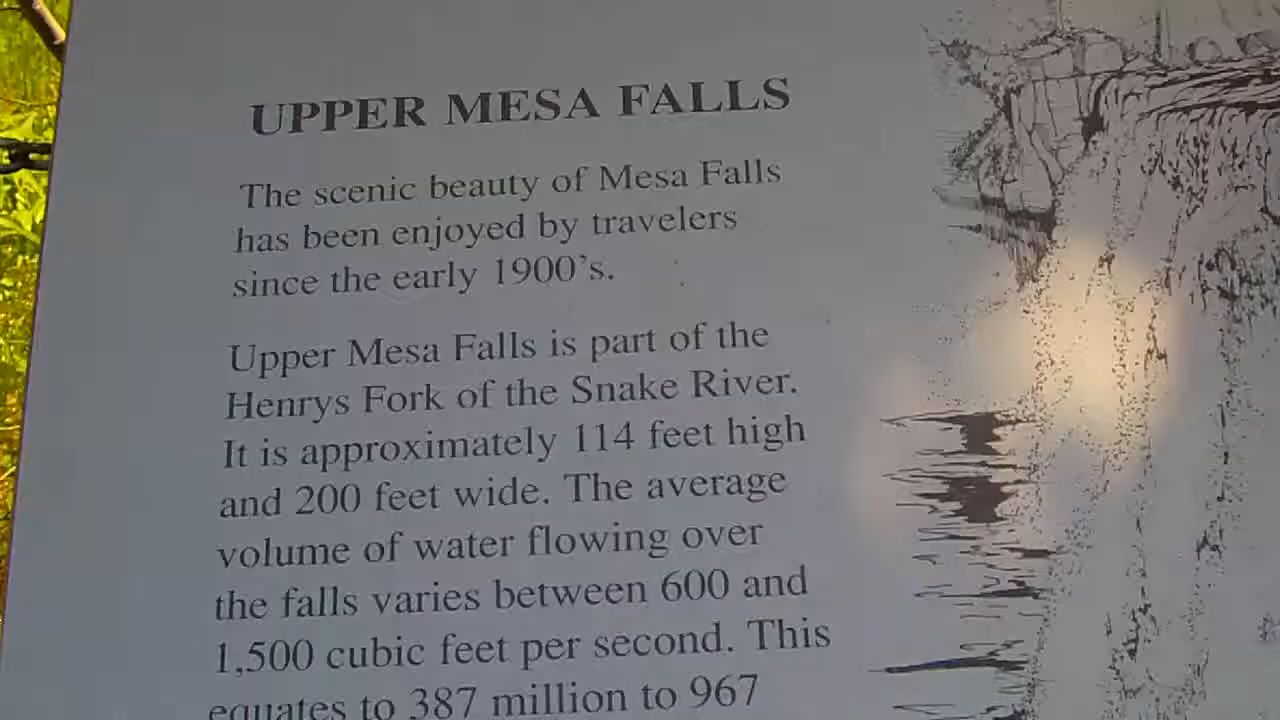 UPPER MESA FALLS
The scenic beauty of Mesa Falls
has been enjoyed by travelers
since the early 1900's.
Upper Mesa Falls is part of the
Henrys Fork of the Snake River.
It is approximately 114 feet high
and 200 feet wide. The average
volume of water flowing over
the falls varies between 600 and
1,500 cubic feet per second. This
equates to 387 million to 967